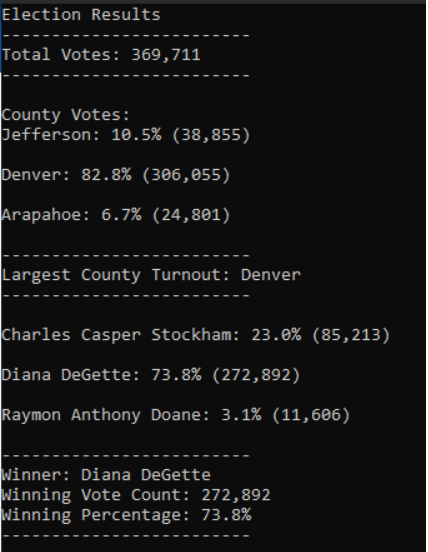 Election Results
-------------------------
Total Votes: 369,711
-------------------------
County Votes:
Jefferson: 10.5% (38,855)
Denver: 82.8% (306,055)
Arapahoe: 6.7% (24,801)
-------------------------
Largest County Turnout: Denver
-------------------------
Charles Casper Stockham: 23.0% (85,213)
Diana DeGette: 73.8% (272,892)
Raymon Anthony Doane: 3.1% (11,606)
-------------------------
Winner: Diana DeGette
Winning Vote Count: 272,892
Winning Percentage: 73.8%
-------------------------